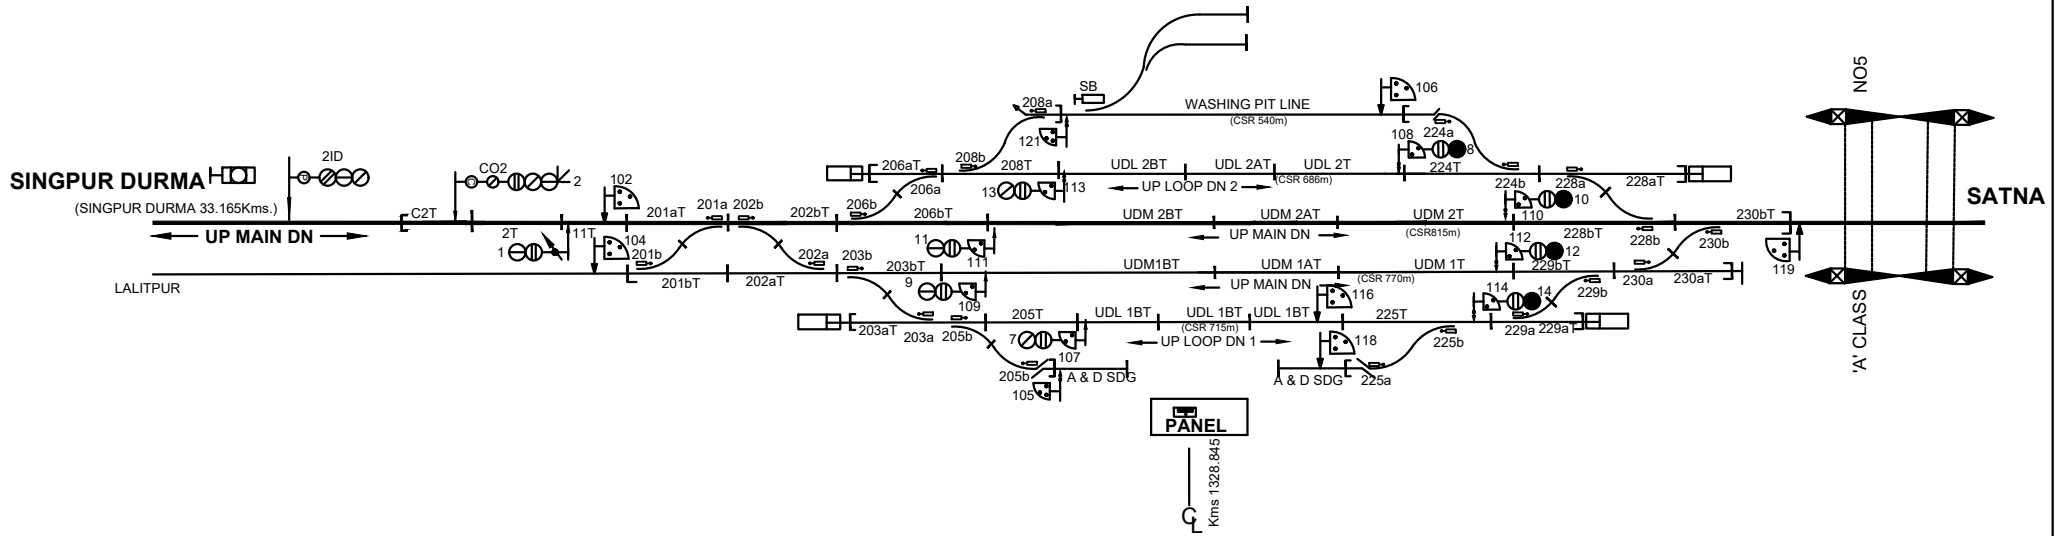 NO5
SB
208a
WASHING PIT LINE
106
(CSR 540m)
224a
121
108
8
2ID
CO2
2
206aT
208b
208T
UDL 2BT
UDL 2AT
UDL 2T
224T
SINGPUR DURMA
102
206a
13
113
UP LOOP DN 2
(CSR 686m)
224b
228a
228aT
SATNA
(SINGPUR DURMA 33.165Kms.)
C2T
201aT
201a
202b
202bT
206b
206bT
UDM 2BT
UDM 2AT
UDM 2T
110
10
230bT
UP MAIN DN
2T
11T
1
104
11
111
UP MAIN DN
(CSR815m)
228bT
228b
230b
201b
202a
203b
112
12
119
LALITPUR
201bT
202aT
203bT
9
109
UDM1BT
UDM 1AT
UDM 1T
229bT
230a
230aT
UP MAIN DN
(CSR 770m)
116
114
14
229b
203aT
203a
205b
205T
UDL 1BT
UDL 1BT
UDL 1BT
225T
229a
229aT
(CSR 715m)
7
107
UP LOOP DN 1
118
225b
205b
A & D SDG
A & D SDG
225a
105
'A' CLASS
PANEL
Kms 1328.845
CL